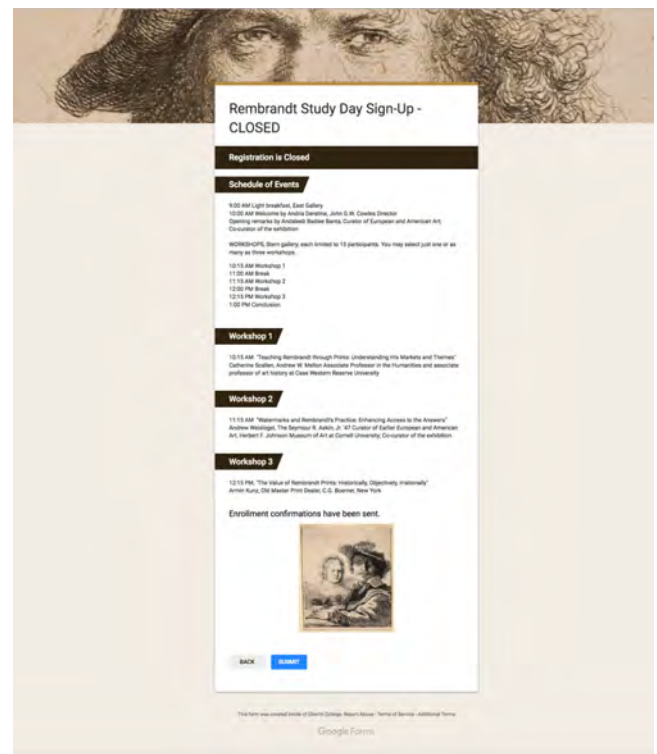 Rembrandt Study Day Sign-Up -
CLOSED
Registration is Closed
Schedule of Events
9:00 AM Light breakfast, East Gallery
10:00 AM Welcome by Andria Derstine, John G.W. Cowles Director
Opening remarks by Andaleeb Badiee Banta, Curator of European and American Art;
Co-curator of the exhibition
WORKSHOPS, Stern gallery, each limited to 15 participants. You may select just one or as
many as three workshops.
10:15 AM Workshop 1
11:00 AM Break
11:15 AM Workshop 2
12:00 PM Break
12:15 PM Workshop 3
1:00 PM Conclusion
Workshop 1
10:15 AM "Teaching Rembrandt through Prints: Understanding His Markets and Themes"
Catherine Scallen, Andrew W. Mellon Associate Professor in the Humanities and associate
professor of art history at Case Western Reserve University
Workshop 2
11:15 AM "Watermarks and Rembrandt's Practice: Enhancing Access to the Answers"
Andrew Weislogel, The Seymour R. Askin, Jr. '47 Curator of Earlier European and American
Art, Herbert F. Johnson Museum of Art at Cornell University; Co-curator of the exhibition
Workshop 3
12:15 PM, "The Value of Rembrandt Prints: Historically, Objectively, Irrationally"
Armin Kunz, Old Master Print Dealer, C.G. Boerner, New York
Enrollment confirmations have been sent.
BACK
SUBMIT
This form was created inside of Oberlin College. Report Abuse - Terms of Service - Additional Terms
Google Forms